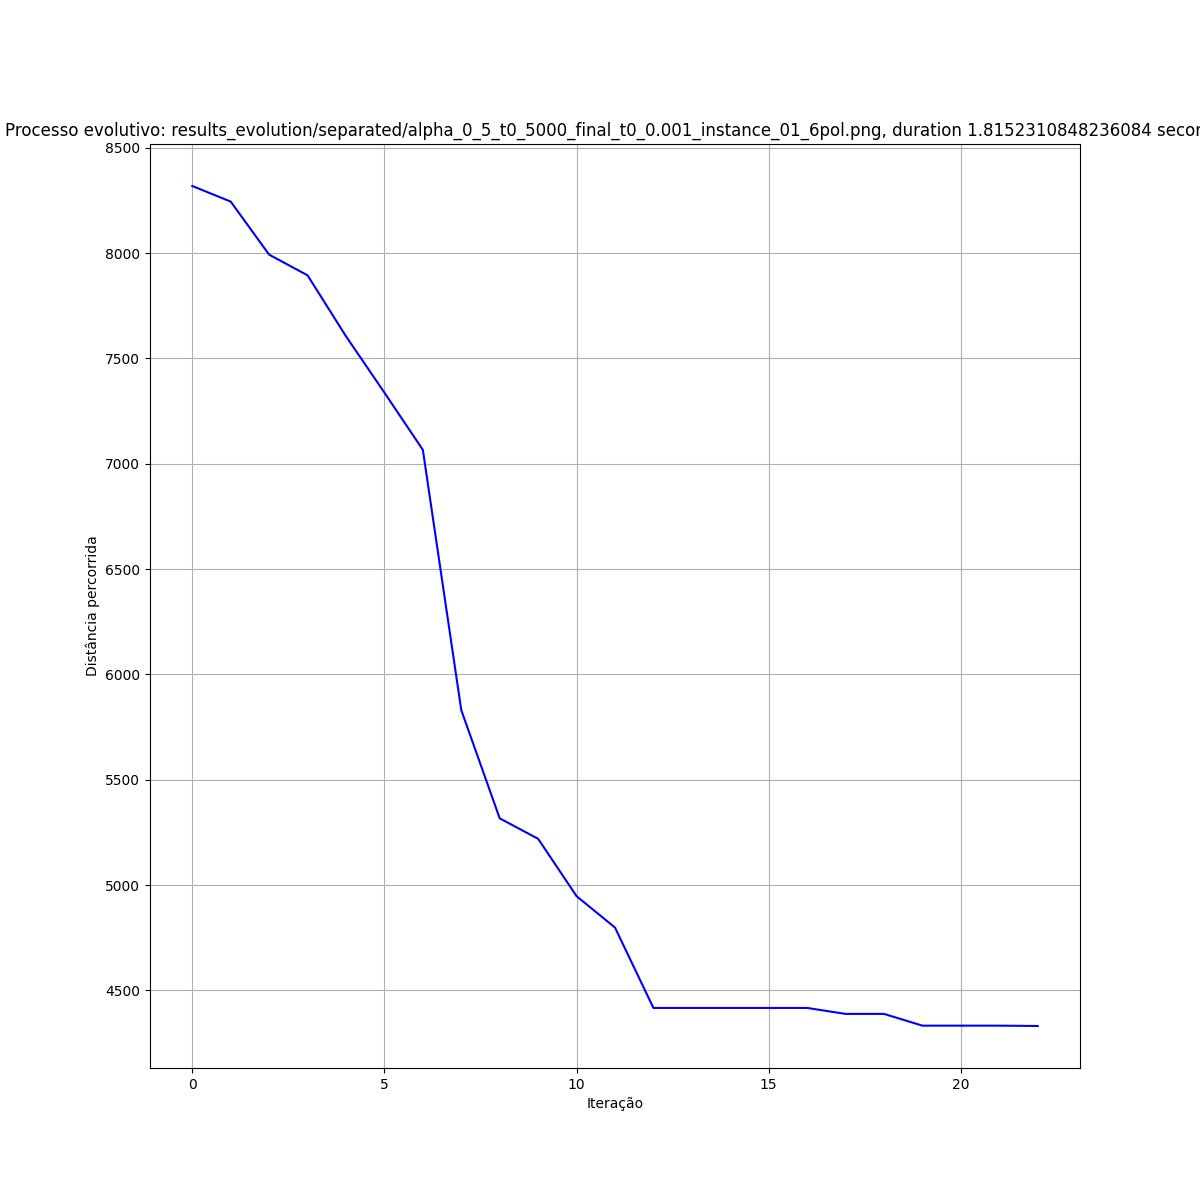 Processo evolutivo: results_evolution/separated/alpha_0_5_t0_5000_final_t0_0.001_instance_01_6pol.png, duration 1.8152310848236084 secor
8500
8000
7500
7000
6500
6000
5500
5000
4500
Distância percorrida
0 5 10 15 20
Iteração